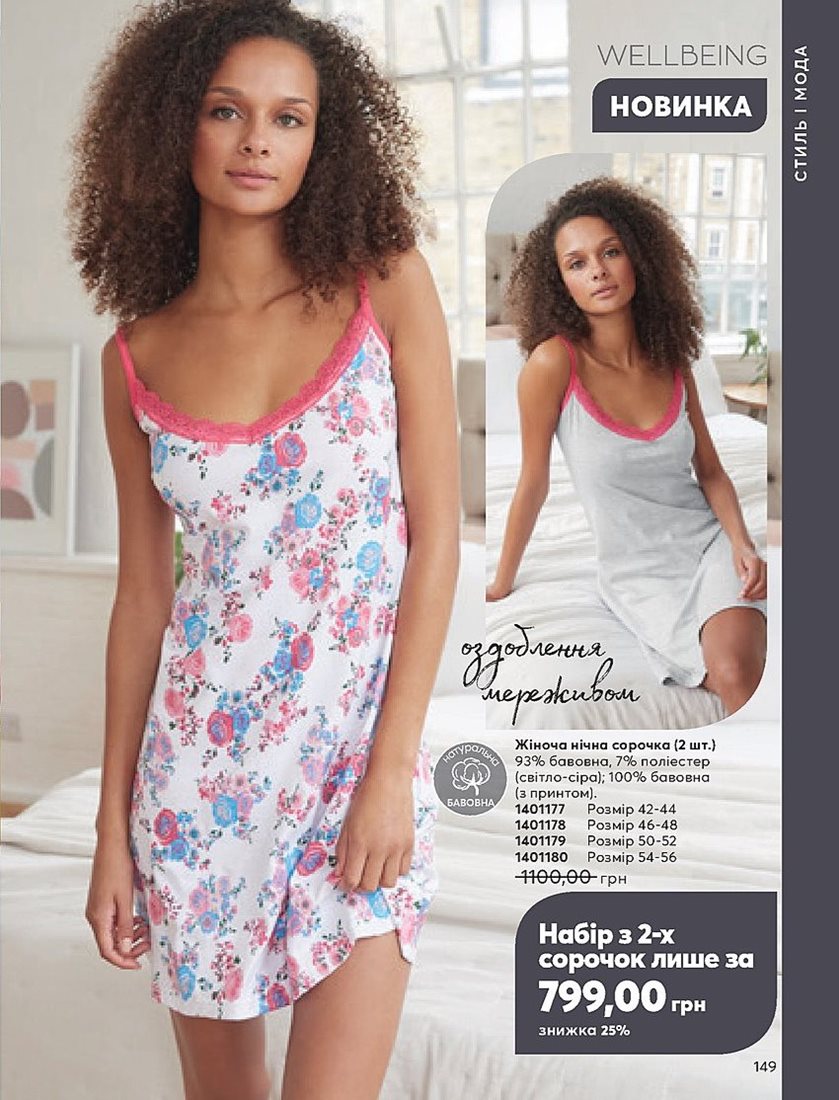 WELLBEING
НОВИНКА
СТИЛЬ | МОДА
оздоблення
мереживом
натуральна
БАВОВНА
Жіноча нічна сорочка (2 шт.)
93% бавовна, 7% поліестер
(світло-сіра); 100% бавовна
(з принтом).
1401177 Розмір 42-44
1401178 Розмір 46-48
1401179 Розмір 50-52
1401180 Розмір 54-56
1100,00 грн
Набір з 2-х
сорочок лише за
799,00 грн
знижка 25%
149